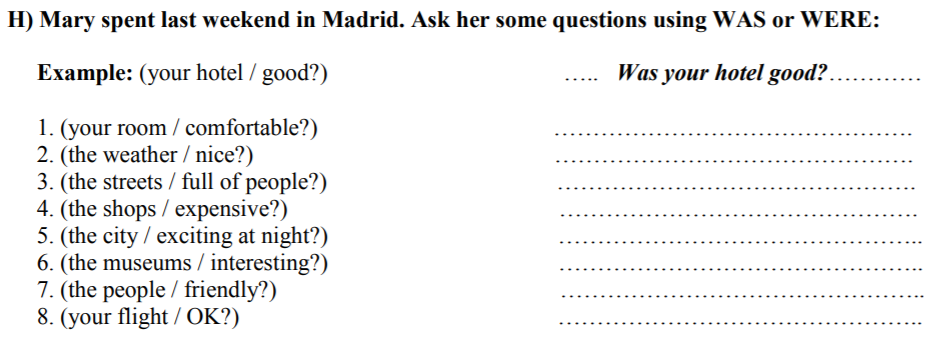 H) Mary spent last weekend in Madrid. Ask her some questions using WAS or WERE:
Example: (your hotel / good?) ….. Was your hotel good?…………
1. (your room / comfortable?) ……………………………………….
2. (the weather / nice?) ……………………………………….
3. (the streets / full of people?) ……………………………………….
4. (the shops / expensive?) ……………………………………….
5. (the city / exciting at night?) ………………………………………..
6. (the museums / interesting?) ………………………………………..
7. (the people / friendly?) ………………………………………..
8. (your flight / OK?) ………………………………………..